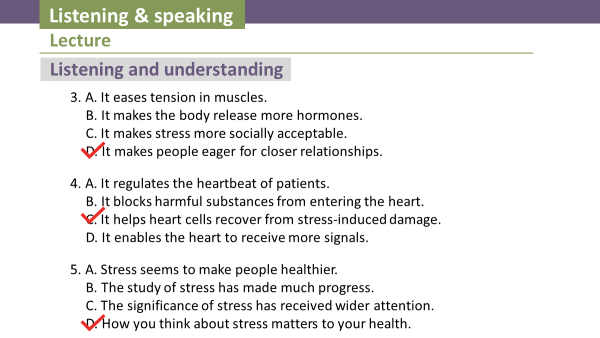 Listening & speaking
Lecture
Listening and understanding
3. A. It eases tension in muscles.
B. It makes the body release more hormones.
C. It makes stress more socially acceptable.
D. It makes people eager for closer relationships.
4. A. It regulates the heartbeat of patients.
B. It blocks harmful substances from entering the heart.
C. It helps heart cells recover from stress-induced damage.
D. It enables the heart to receive more signals.
5. A. Stress seems to make people healthier.
B. The study of stress has made much progress.
C. The significance of stress has received wider attention.
D. How you think about stress matters to your health.